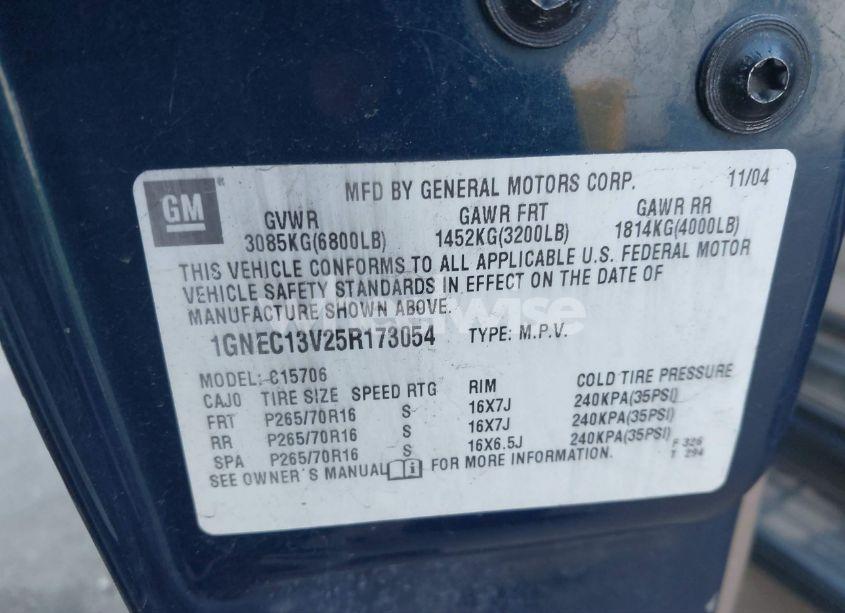 GM
MFD BY GENERAL MOTORS CORP. 11/04
GVWR GAWR FRT GAWR RR
3085KG(6800LB) 1452KG(3200LB) 1814KG(4000LB)
THIS VEHICLE CONFORMS TO ALL APPLICABLE U.S. FEDERAL MOTOR
VEHICLE SAFETY STANDARDS IN EFFECT ON THE DATE OF
MANUFACTURE SHOWN ABOVE.
1GNEC13V25R173054 TYPE: M.P.V.
MODEL: C15706
CAJO TIRE SIZE SPEED RTG RIM COLD TIRE PRESSURE
FRT P265/70R16 S 16X7J 240KPA(35PSI)
RR P265/70R16 S 16X7J 240KPA(35PSI)
SPA P265/70R16 S 16X6.5J 240KPA(35PSI)
SEE OWNER'S MANUAL FOR MORE INFORMATION.
F 326
T 294